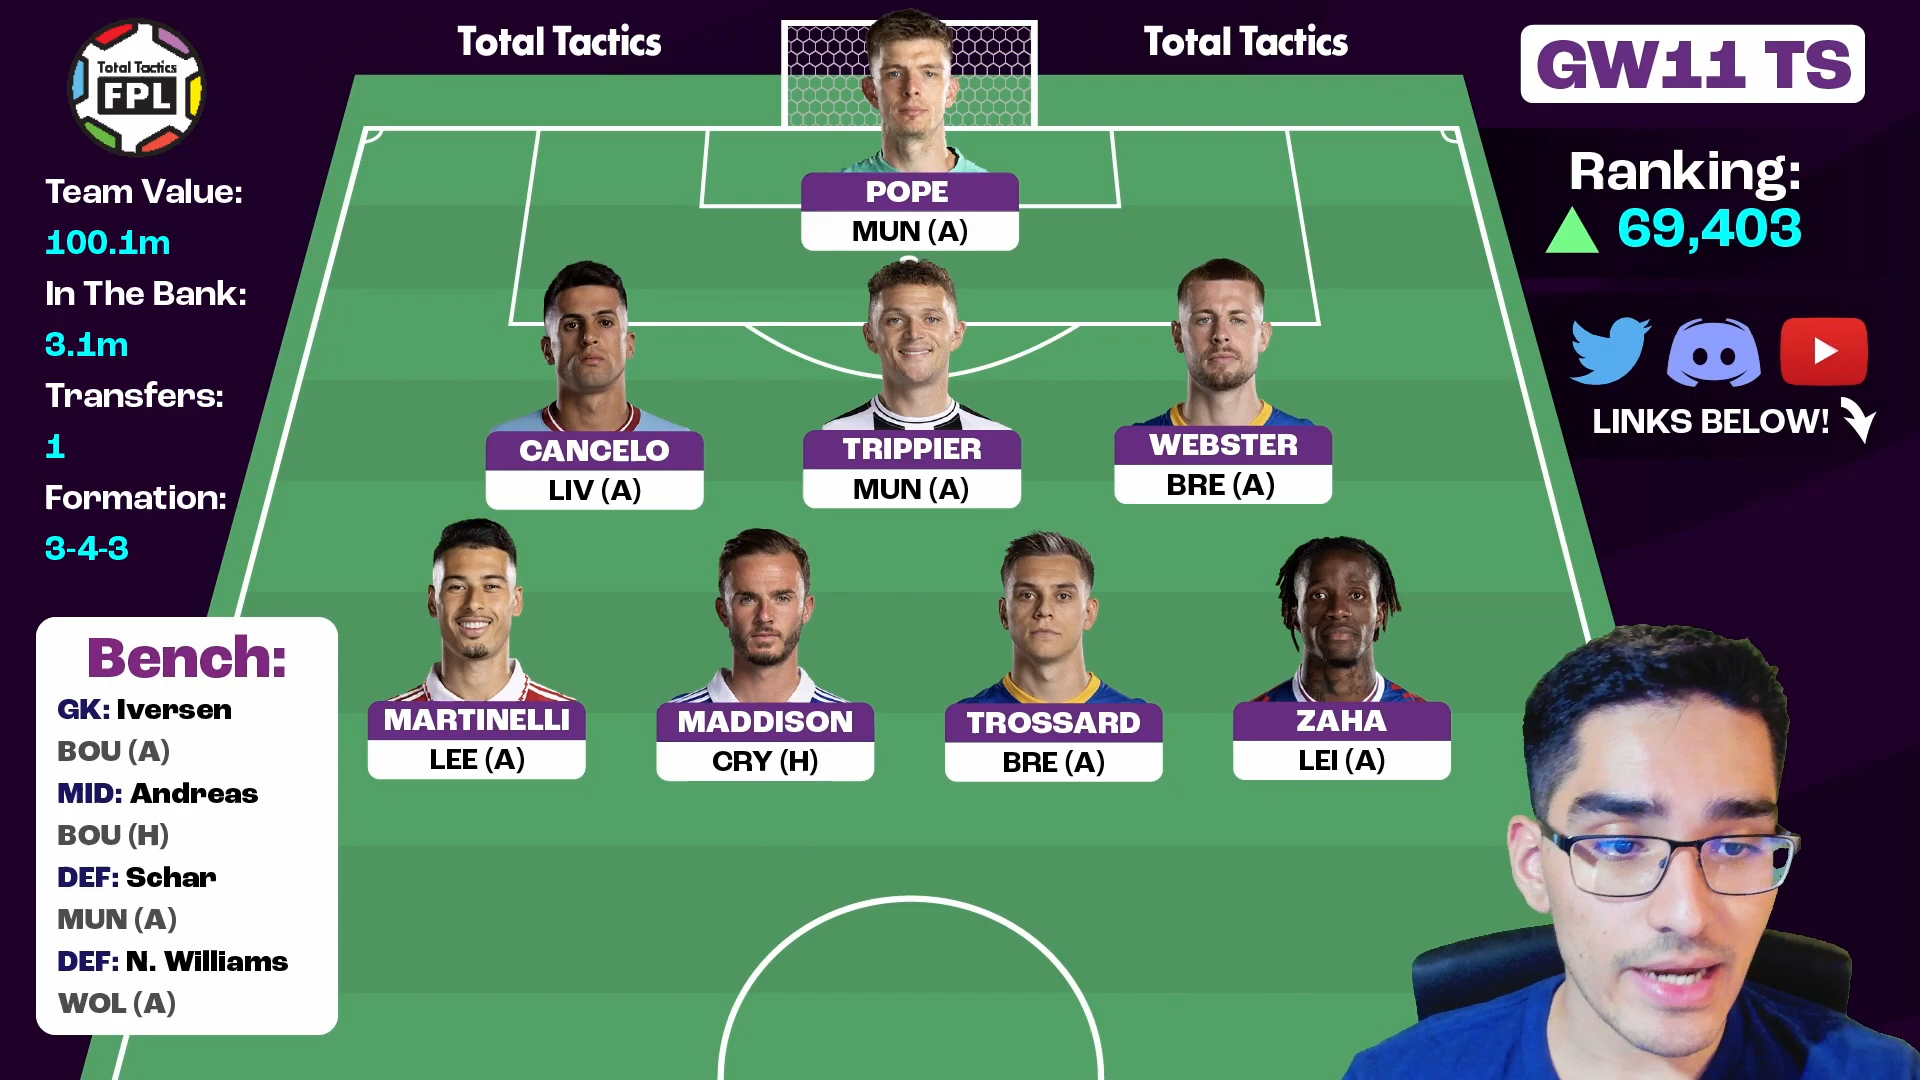 Total Tactics
FPL
Total Tactics
Total Tactics
GW11 TS
Ranking:
69,403
LINKS BELOW!
Team Value:
100.1m
In The Bank:
3.1m
Transfers:
1
Formation:
3-4-3
POPE
MUN (A)
CANCELO
LIV (A)
TRIPPIER
MUN (A)
WEBSTER
BRE (A)
MARTINELLI
LEE (A)
MADDISON
CRY (H)
TROSSARD
BRE (A)
ZAHA
LEI (A)
Bench:
GK: Iversen
BOU (A)
MID: Andreas
BOU (H)
DEF: Schar
MUN (A)
DEF: N. Williams
WOL (A)